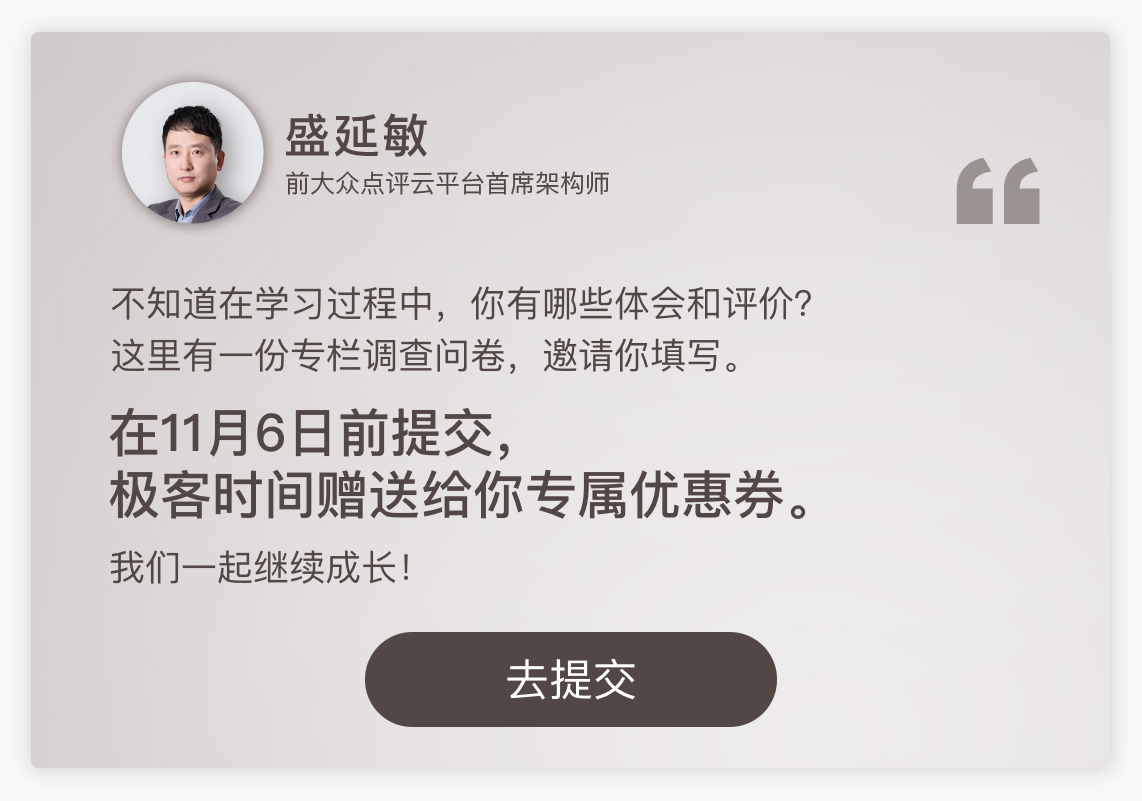 盛延敏
前大众点评云平台首席架构师
“
不知道在学习过程中，你有哪些体会和评价？
这里有一份专栏调查问卷，邀请你填写。
在11月6日前提交，
极客时间赠送给你专属优惠券。
我们一起继续成长！
去提交